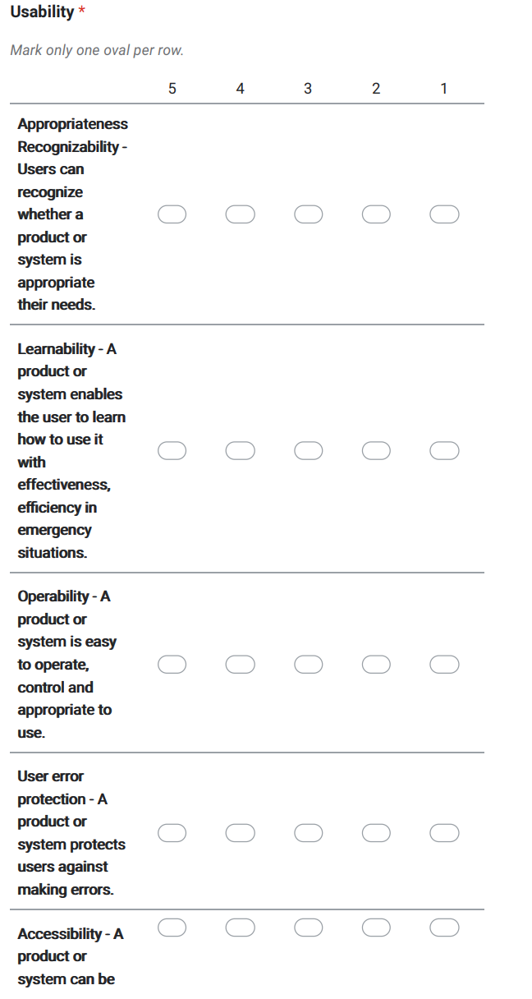 Usability *
Mark only one oval per row.
5 4 3 2 1
Appropriateness
Recognizability -
Users can
recognize
whether a
product or
system is
appropriate
their needs.
Learnability - A
product or
system enables
the user to learn
how to use it
with
effectiveness,
efficiency in
emergency
situations.
Operability - A
product or
system is easy
to operate,
control and
appropriate to
use.
User error
protection - A
product or
system protects
users against
making errors.
Accessibility - A
product or
system can be